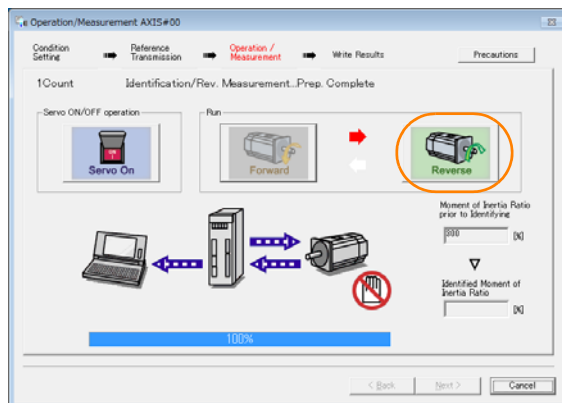 Operation/Measurement AXIS#00
Condition Setting
Reference Transmission
Operation / Measurement
Write Results
Precautions
1Count Identification/Rev. Measurement...Prep. Complete
Servo ON/OFF operation
Run
Servo On
Forward
Reverse
Moment of Inertia Ratio
prior to Identifying
300 [%]
Identified Moment of
Inertia Ratio
[%]
100%
< Back
Next >
Cancel